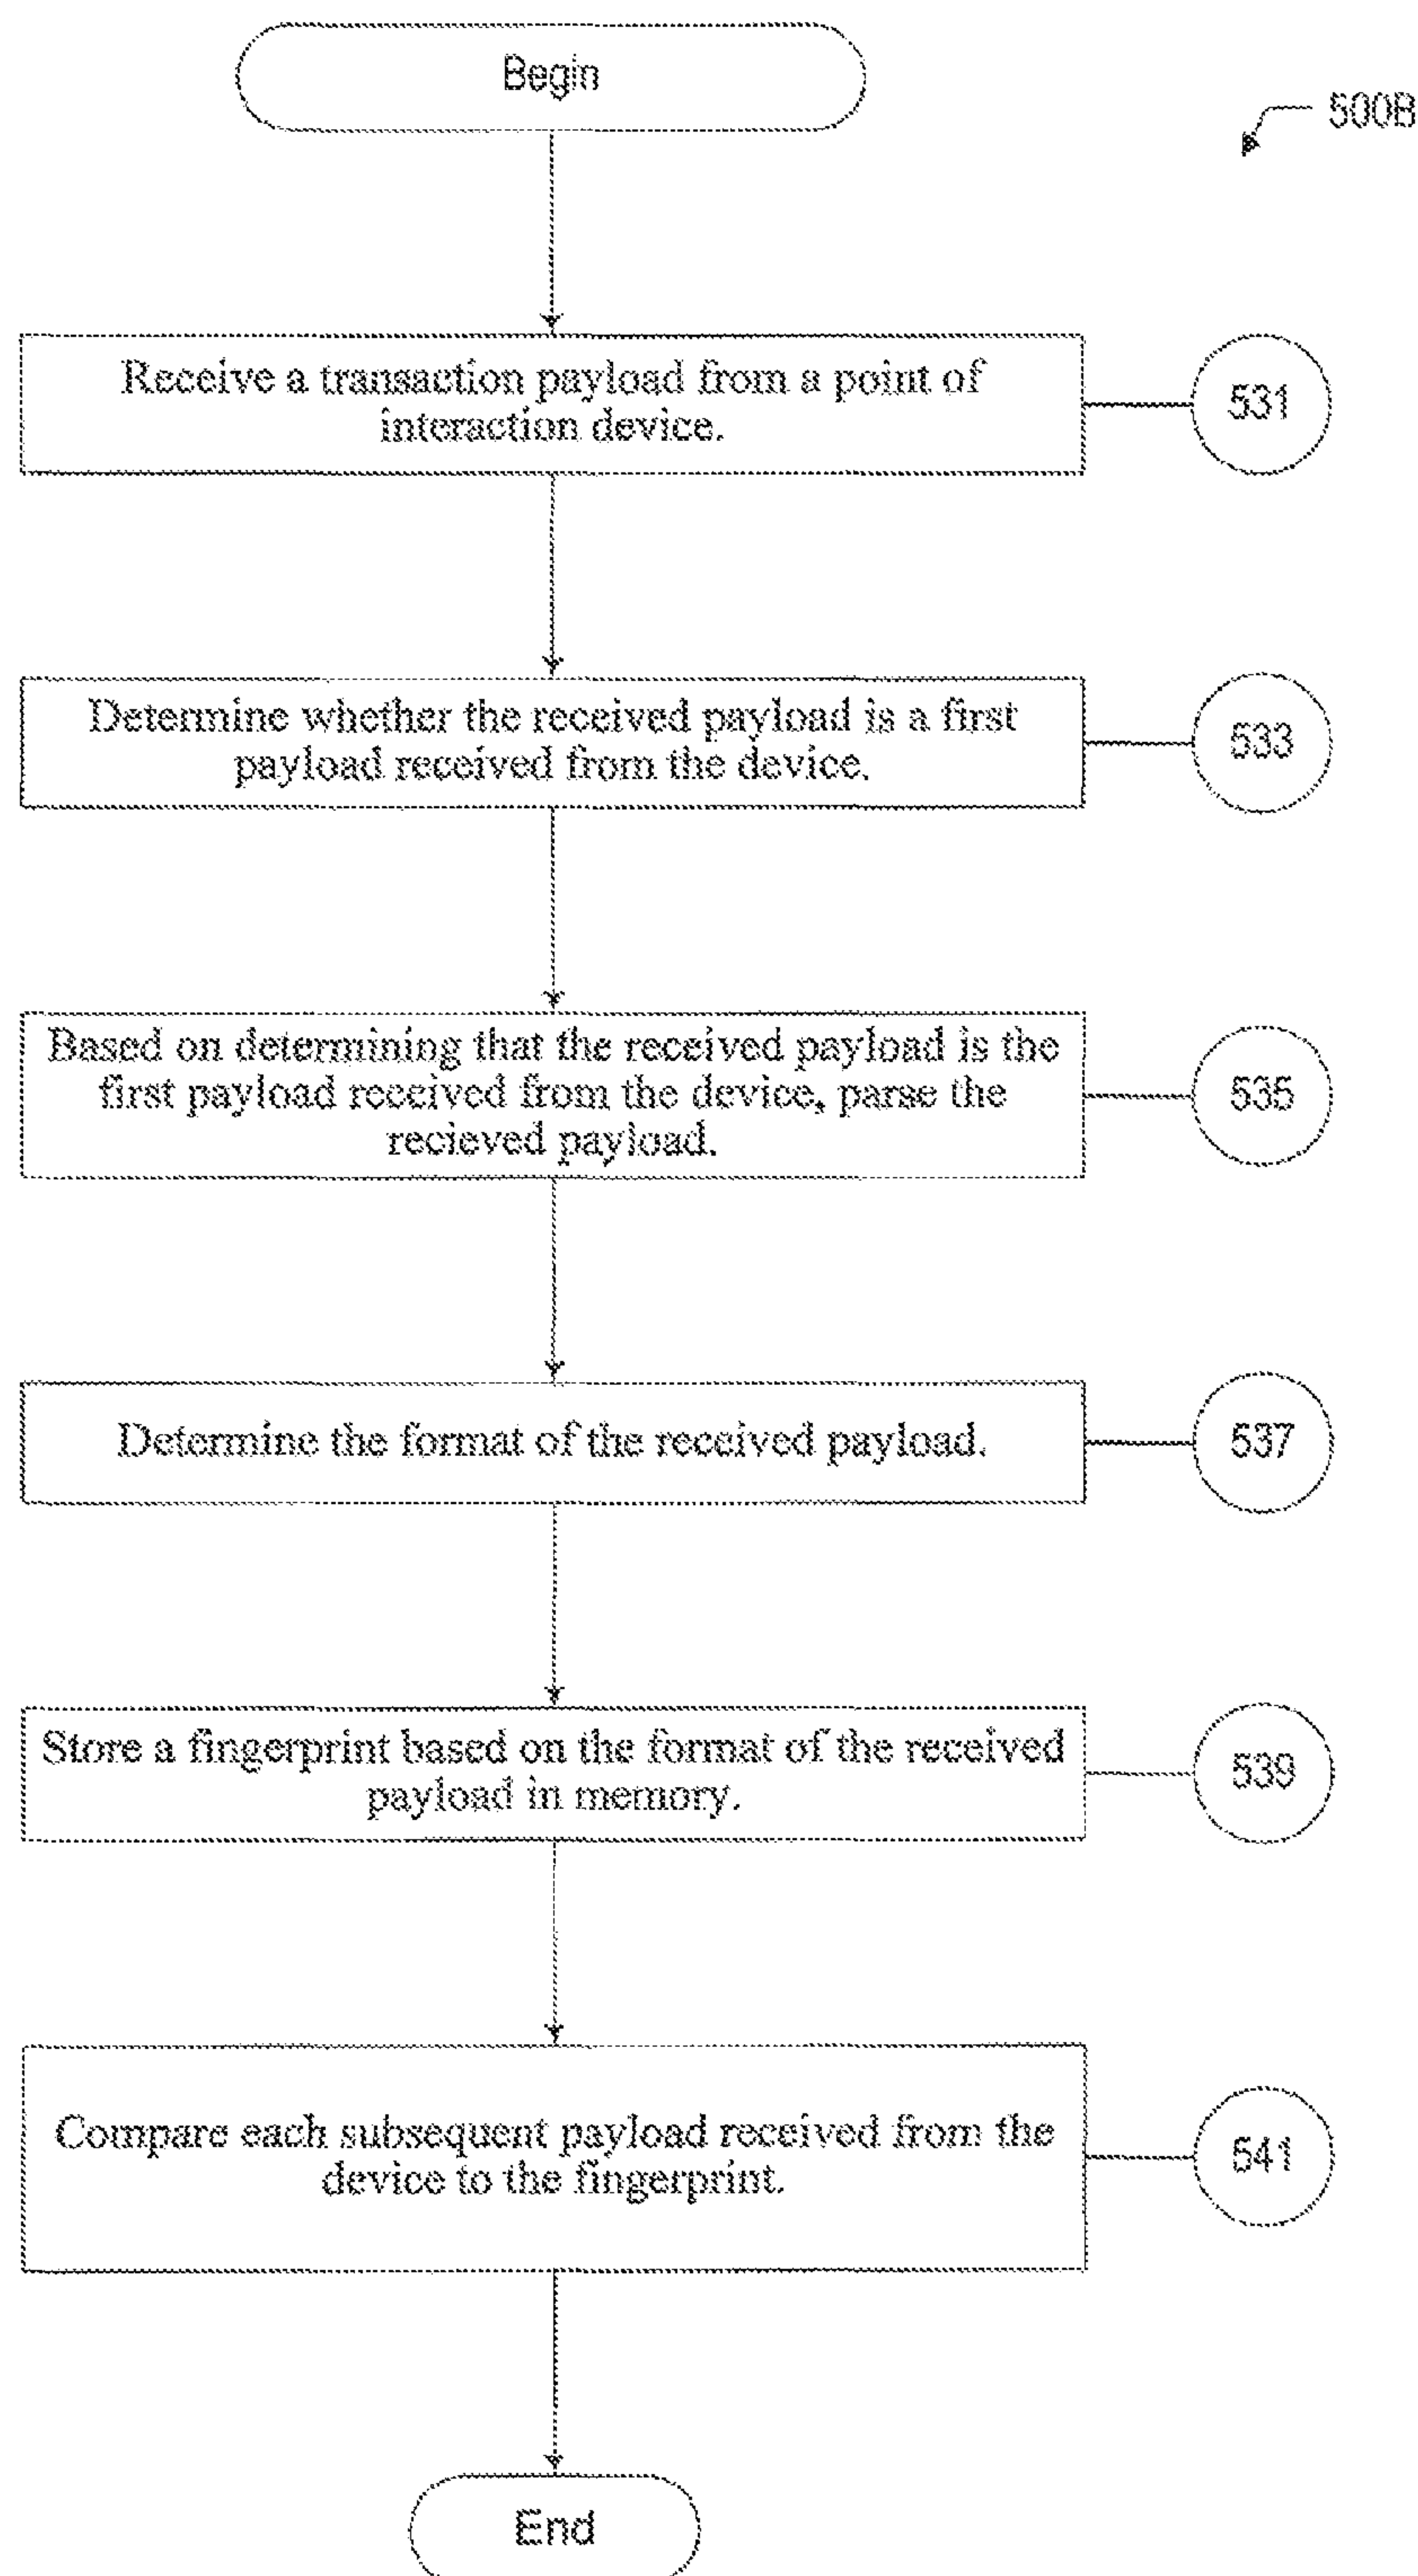 Begin
500B
Receive a transaction payload from a point of
interaction device.
531
Determine whether the received payload is a first
payload received from the device.
533
Based on determining that the received payload is the
first payload received from the device, parse the
recieved payload.
535
Determine the format of the received payload.
537
Store a fingerprint based on the format of the received
payload in memory.
539
Compare each subsequent payload received from the
device to the fingerprint.
541
End